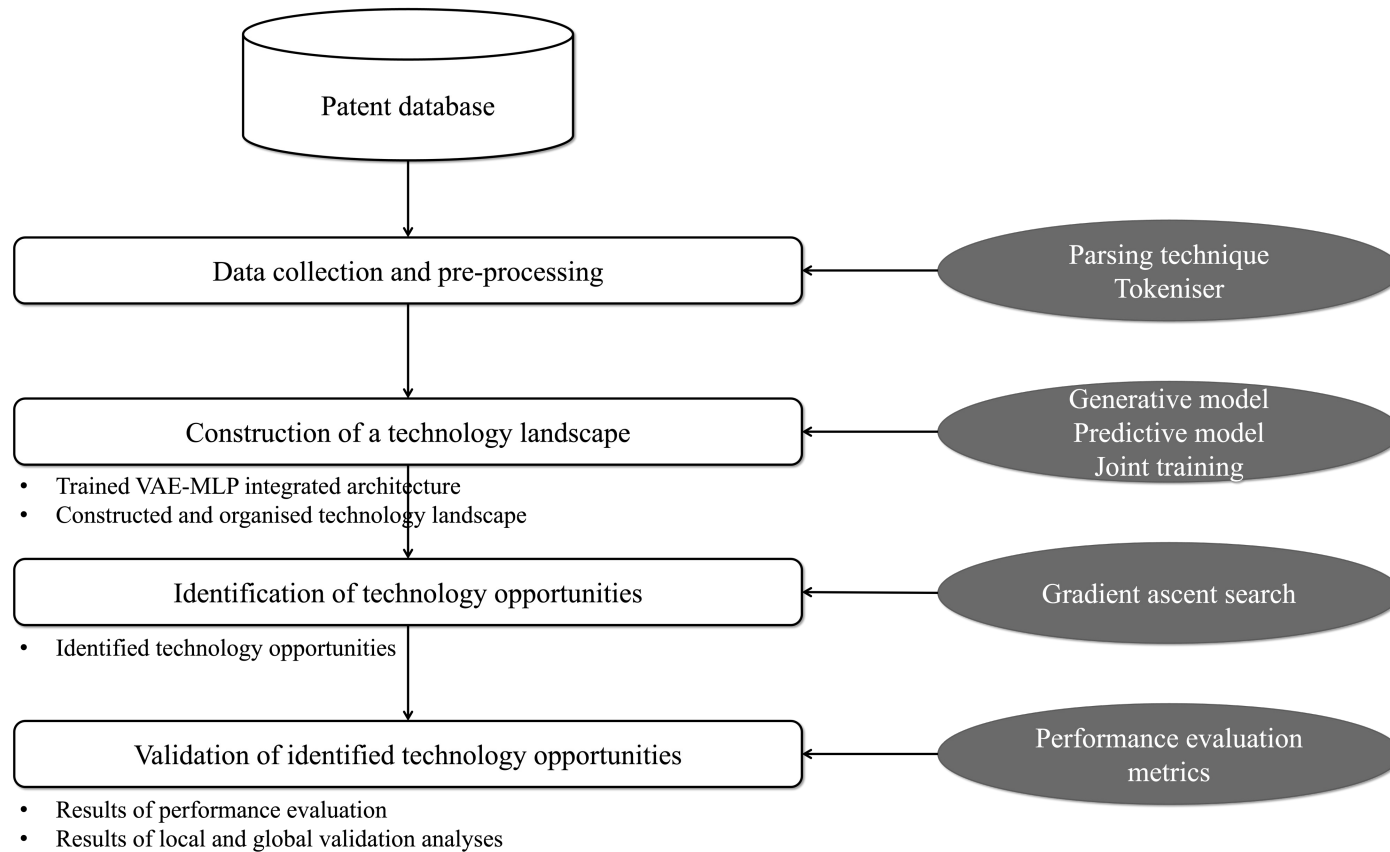 Patent database
Data collection and pre-processing
Parsing technique
Tokeniser
Construction of a technology landscape
Generative model
Predictive model
Joint training
• Trained VAE-MLP integrated architecture
• Constructed and organised technology landscape
Identification of technology opportunities
Gradient ascent search
• Identified technology opportunities
Validation of identified technology opportunities
Performance evaluation
metrics
• Results of performance evaluation
• Results of local and global validation analyses